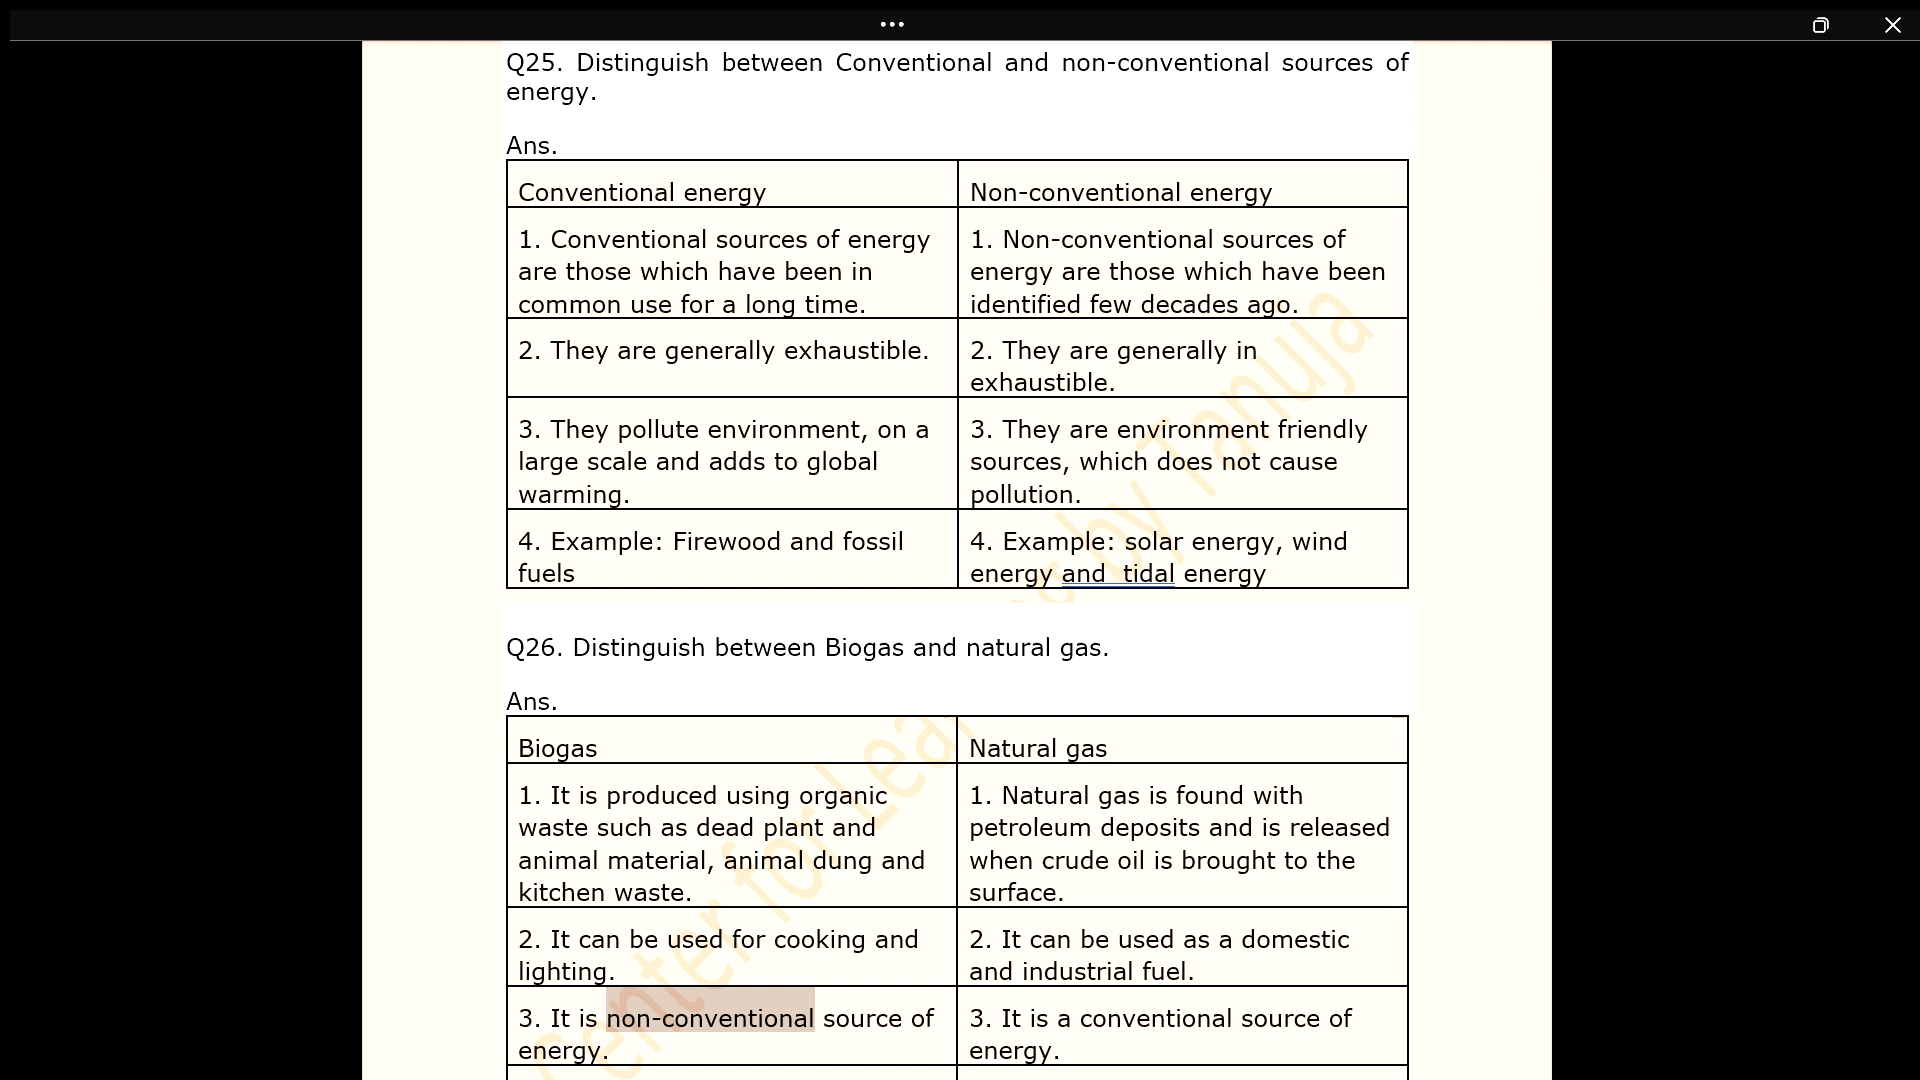 Q25. Distinguish between Conventional and non-conventional sources of
energy.
Ans.
Conventional energy
Non-conventional energy
1. Conventional sources of energy
are those which have been in
common use for a long time.
1. Non-conventional sources of
energy are those which have been
identified few decades ago.
2. They are generally exhaustible.
2. They are generally in
exhaustible.
3. They pollute environment, on a
large scale and adds to global
warming.
3. They are environment friendly
sources, which does not cause
pollution.
4. Example: Firewood and fossil
fuels
4. Example: solar energy, wind
energy and  tidal energy
Q26. Distinguish between Biogas and natural gas.
Ans.
Biogas
Natural gas
1. It is produced using organic
waste such as dead plant and
animal material, animal dung and
kitchen waste.
1. Natural gas is found with
petroleum deposits and is released
when crude oil is brought to the
surface.
2. It can be used for cooking and
lighting.
2. It can be used as a domestic
and industrial fuel.
3. It is non-conventional source of
energy.
3. It is a conventional source of
energy.
by Tanuja
Center for